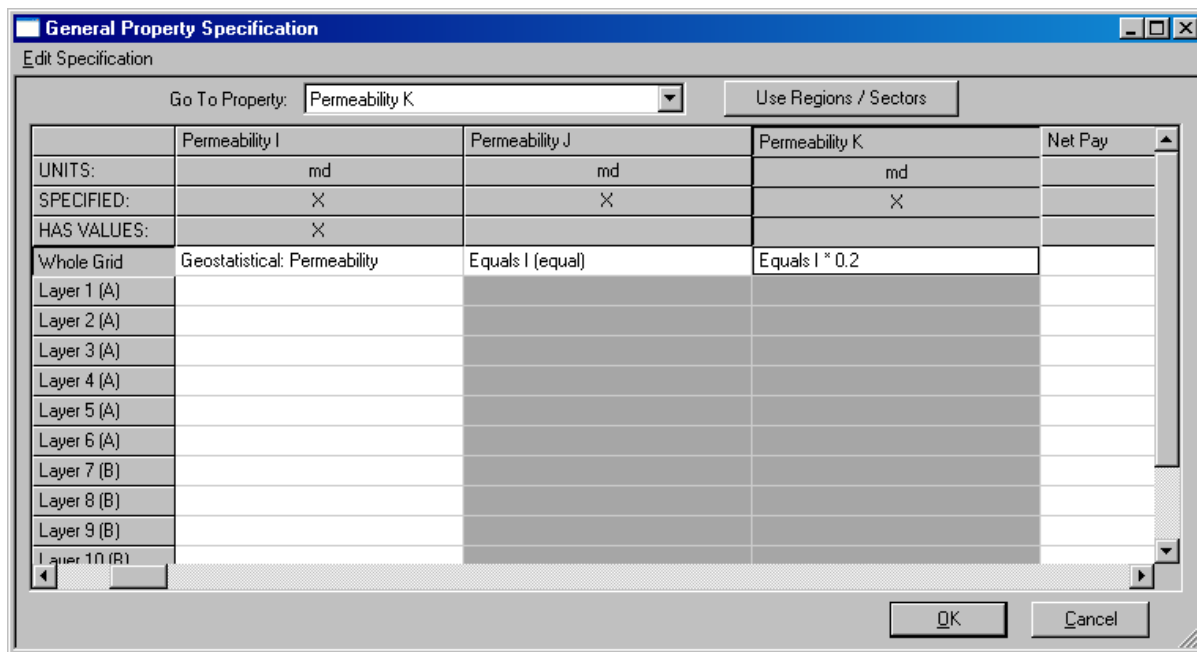 General Property Specification
Edit Specification
Go To Property: Permeability K Use Regions / Sectors
Permeability I Permeability J Permeability K Net Pay
UNITS: md md md
SPECIFIED: X X X
HAS VALUES: X
Whole Grid Geostatistical: Permeability Equals I (equal) Equals I * 0.2
Layer 1 (A)
Layer 2 (A)
Layer 3 (A)
Layer 4 (A)
Layer 5 (A)
Layer 6 (A)
Layer 7 (B)
Layer 8 (B)
Layer 9 (B)
Layer 10 (B)
OK Cancel